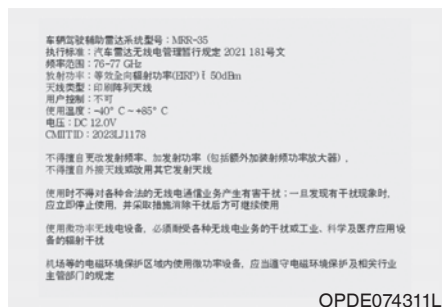 车辆驾驶辅助雷达系统型号：MRR-35
执行标准：汽车雷达无线电管理暂行规定 2021 181号文
频率范围：76-77 GHz
放射功率：等效全向辐射功率(EIRP) ≤ 50dBm
天线类型：印刷阵列天线
用户控制：不可
使用温度：-40° C ~ +85° C
电压：DC 12.0V
CMIITID：2023LJ1178
不得擅自更改发射频率、加发射功率（包括额外加装射频功率放大器），
不得擅自外接天线或改用其它发射天线
使用时不得对各种合法的无线电通信业务产生有害干扰；一旦发现有干扰现象时，
应立即停止使用，并采取措施消除干扰后方可继续使用
使用微功率无线电设备，必须耐受各种无线电业务的干扰或工业、科学及医疗应用设
备的辐射干扰
机场等的电磁环境保护区域内使用微功率设备，应当遵守电磁环境保护及相关行业
主管部门的规定
OPDE074311L